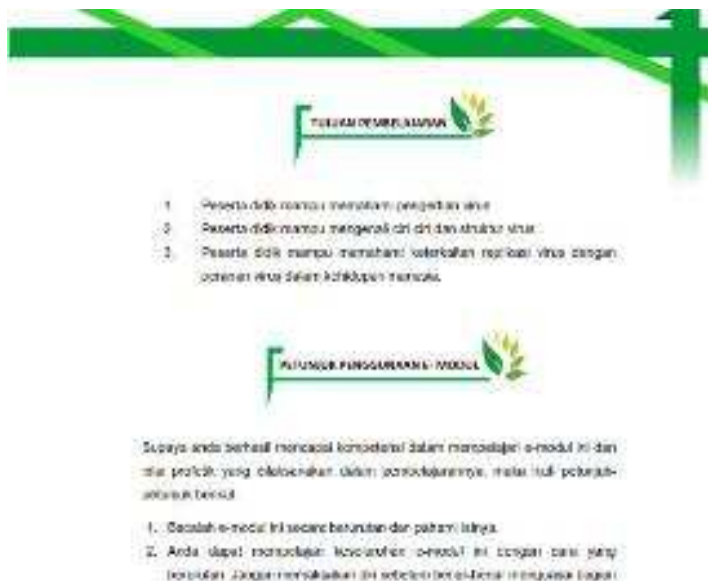 TUJUAN PEMBELAJARAN
1. Peserta didik mampu memahami pengertian virus
2. Peserta didik mampu mengenali ciri ciri dan struktur virus
3. Peserta didik mampu memahami keterkaitan replikasi virus dengan
peranan virus dalam kehidupan manusia.
PETUNJUK PENGGUNAAN E- MODUL
Supaya anda berhasil mencapai kompetensi dalam mempelajari e-modul ini dan
nilai profetik yang dilaksanakan dalam pembelajarannya, maka ikuti petunjuk-
petunjuk berikut
1. Bacalah e-modul ini secara berurutan dan pahami isinya.
2. Anda dapat mempelajari keseluruhan e-modul ini dengan cara yang
berurutan. Jangan memaksakan diri sebelum benar-benar menguasai bagian